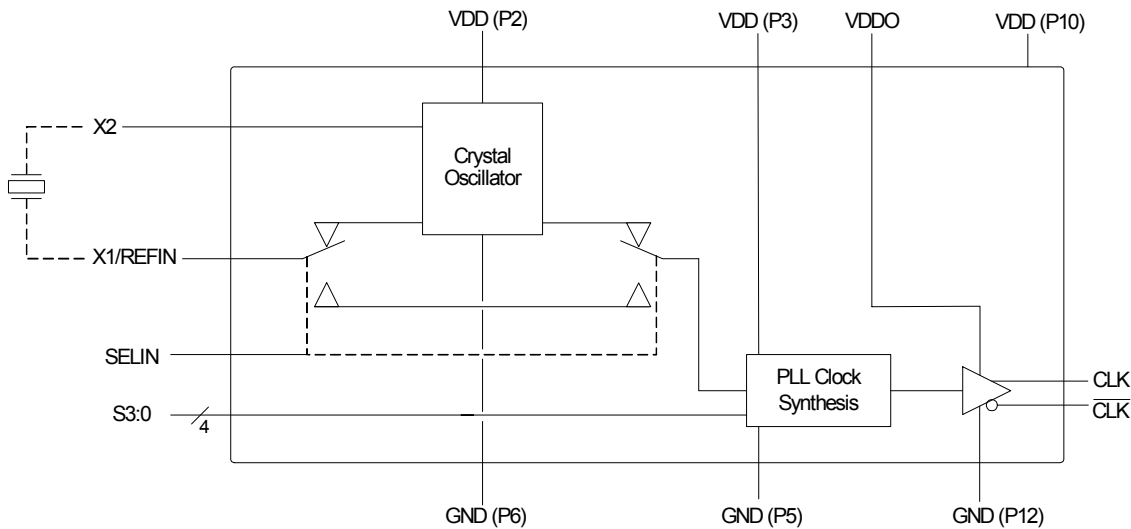 VDD (P2)
VDD (P3)
VDDO
VDD (P10)
X2
Crystal
Oscillator
X1/REFIN
SELIN
PLL Clock
Synthesis
CLK
CLK
S3:0
4
GND (P6)
GND (P5)
GND (P12)